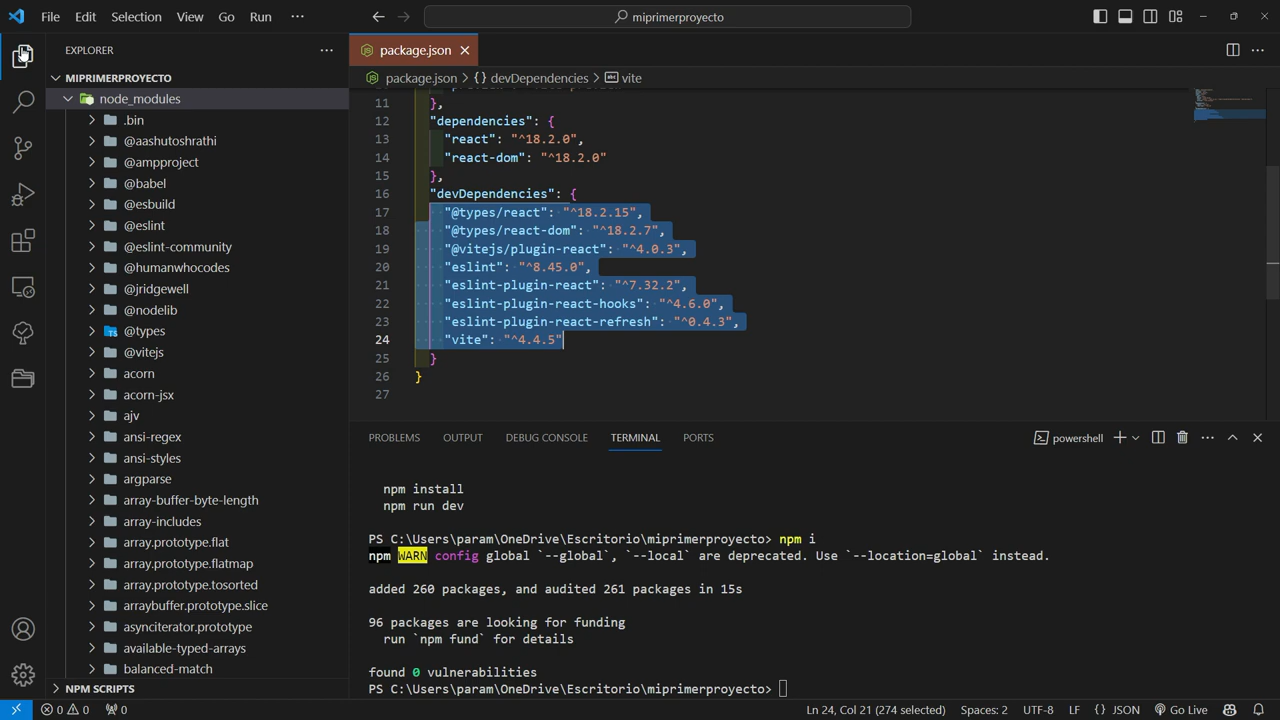 File Edit Selection View Go Run ...
miprimerproyecto
EXPLORER
MIPRIMERPROYECTO
node_modules
.bin
@aashutoshrathi
@ampproject
@babel
@esbuild
@eslint
@eslint-community
@humanwhocodes
@jridgewell
@nodelib
TS @types
@vitejs
acorn
acorn-jsx
ajv
ansi-regex
ansi-styles
argparse
array-buffer-byte-length
array-includes
array.prototype.flat
array.prototype.flatmap
array.prototype.tosorted
arraybuffer.prototype.slice
asynciterator.prototype
available-typed-arrays
balanced-match
NPM SCRIPTS
package.json
package.json > {} devDependencies > abc vite
11 },
12 "dependencies": {
13 "react": "^18.2.0",
14 "react-dom": "^18.2.0"
15 },
16 "devDependencies": {
17 "@types/react": "^18.2.15",
18 "@types/react-dom": "^18.2.7",
19 "@vitejs/plugin-react": "^4.0.3",
20 "eslint": "^8.45.0",
21 "eslint-plugin-react": "^7.32.2",
22 "eslint-plugin-react-hooks": "^4.6.0",
23 "eslint-plugin-react-refresh": "^0.4.3",
24 "vite": "^4.4.5"
25 }
26 }
27
PROBLEMS OUTPUT DEBUG CONSOLE TERMINAL PORTS
powershell
npm install
npm run dev
PS C:\Users\param\OneDrive\Escritorio\miprimerproyecto> npm i
npm WARN config global `--global`, `--local` are deprecated. Use `--location=global` instead.
added 260 packages, and audited 261 packages in 15s
96 packages are looking for funding
run `npm fund` for details
found 0 vulnerabilities
PS C:\Users\param\OneDrive\Escritorio\miprimerproyecto>
0 0 0 Ln 24, Col 21 (274 selected) Spaces: 2 UTF-8 LF {} JSON Go Live